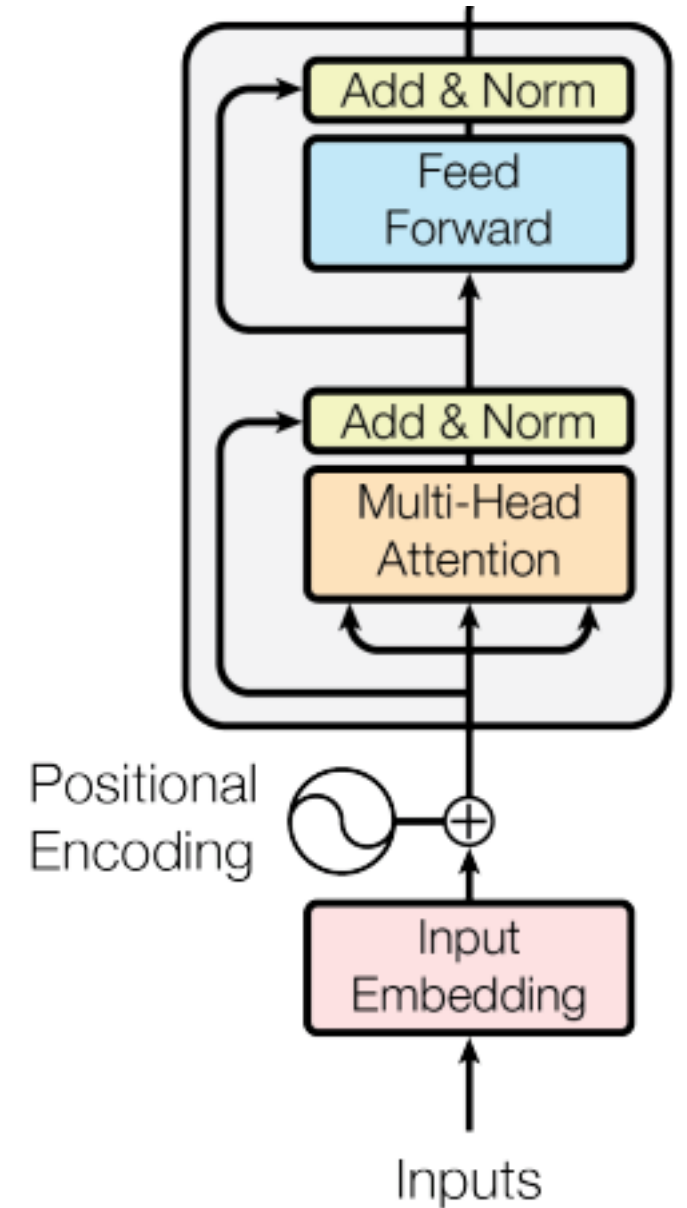 Add & Norm
Feed
Forward
Add & Norm
Multi-Head
Attention
Positional
Encoding
Input
Embedding
Inputs